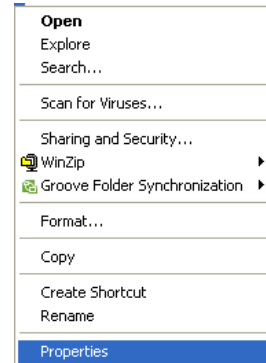 Open
Explore
Search...
Scan for Viruses...
Sharing and Security...
WinZip
Groove Folder Synchronization
Format...
Copy
Create Shortcut
Rename
Properties